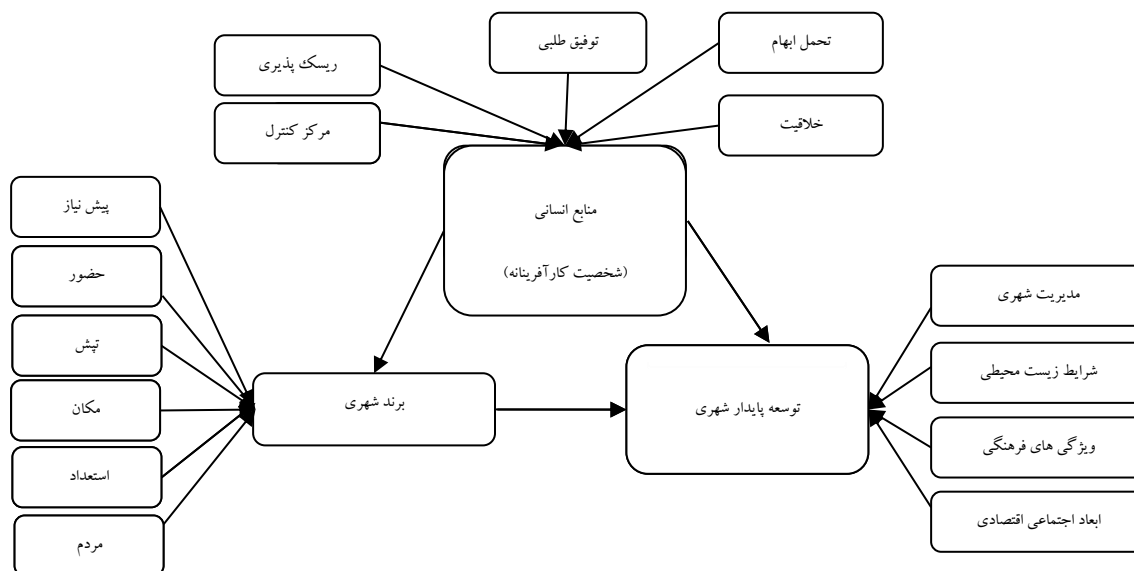 تحمل ابهام
توفیق طلبی
ریسک پذیری
خلاقیت
مرکز کنترل
منابع انسانی
(شخصیت کارآفرینانه)
پیش نیاز
حضور
تپش
مکان
استعداد
مردم
برند شهری
توسعه پایدار شهری
مدیریت شهری
شرایط زیست محیطی
ویژگی های فرهنگی
ابعاد اجتماعی اقتصادی